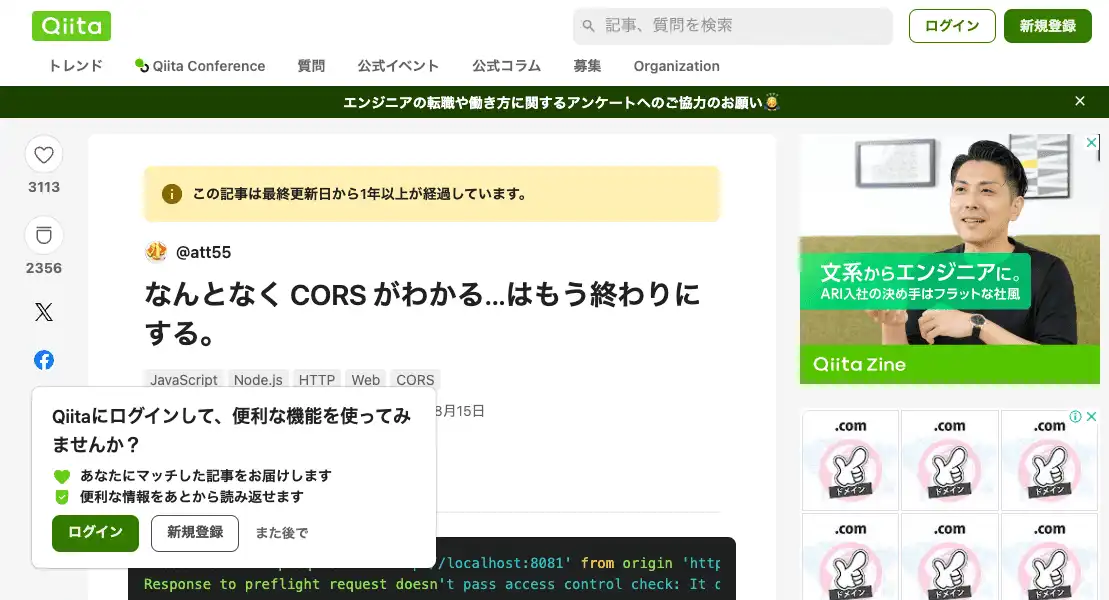 Qiita
記事、質問を検索
ログイン
新規登録
トレンド
Qiita Conference
質問
公式イベント
公式コラム
募集
Organization
エンジニアの転職や働き方に関するアンケートへのご協力のお願い
3113
2356
この記事は最終更新日から1年以上が経過しています。
@att55
なんとなく CORS がわかる...はもう終わりに
する。
JavaScript Node.js HTTP Web CORS
8月15日
Qiitaにログインして、便利な機能を使ってみ
ませんか？
あなたにマッチした記事をお届けします
便利な情報をあとから読み返せます
ログイン
新規登録
また後で
/localhost:8081' from origin 'http
Response to preflight request doesn't pass access control check: It
文系からエンジニアに。
ARI入社の決め手はフラットな社風
Qiita Zine
.com .com .com
ドメイン ドメイン ドメイン
.com .com .com
ドメイン ドメイン ドメイン